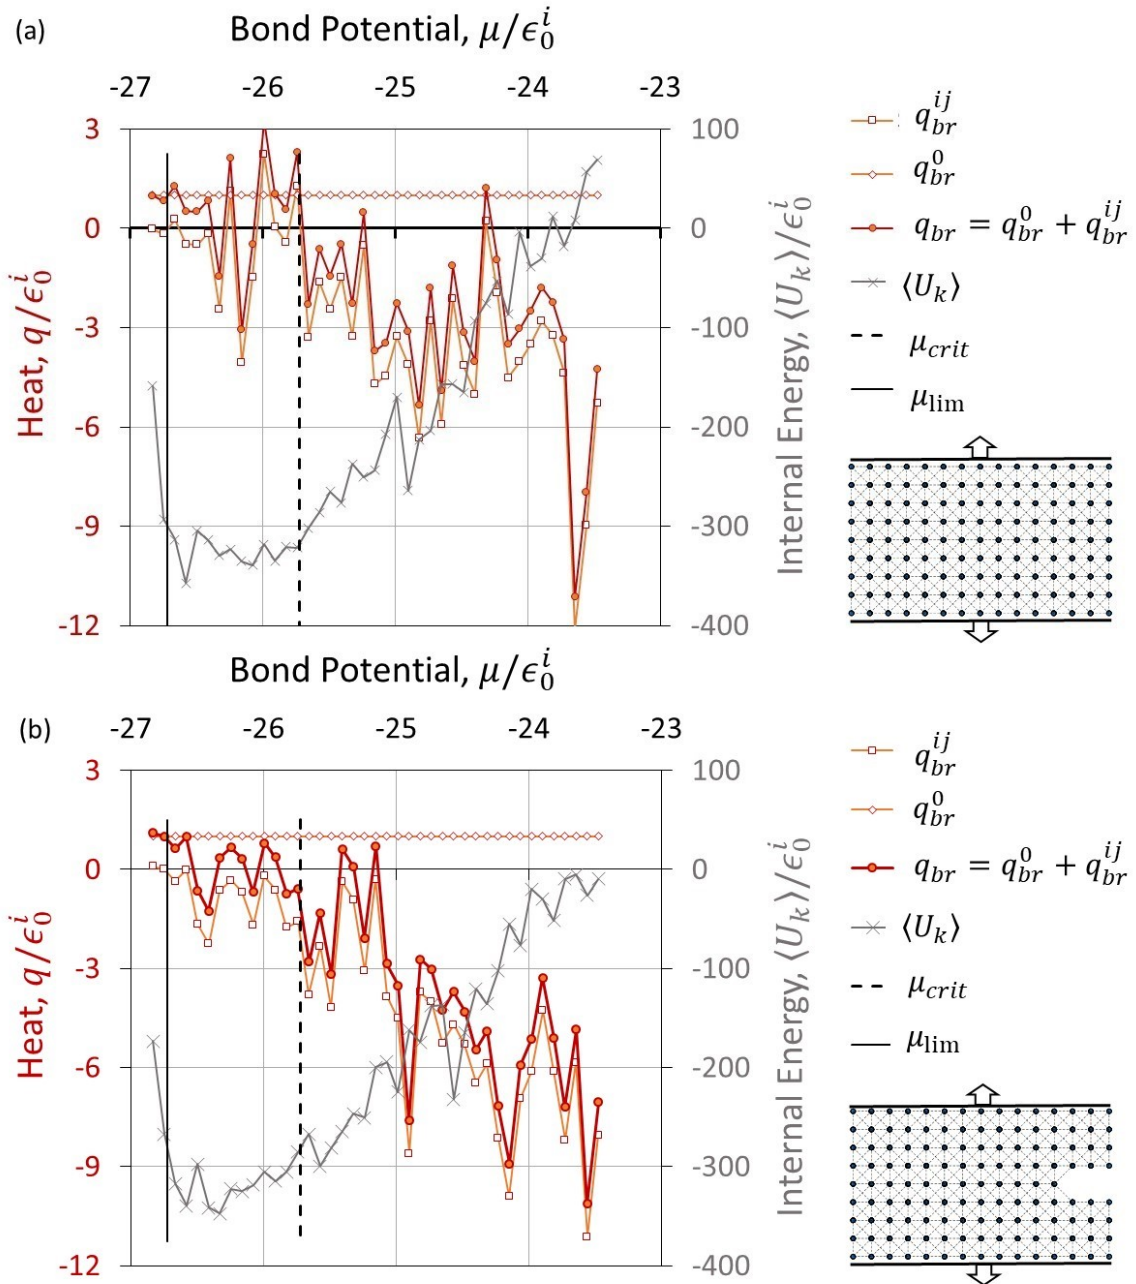 (a)
Bond Potential, μ/ϵ₀ⁱ
-27 -26 -25 -24 -23
3 100
0 0
-3 -100
-6 -200
-9 -300
-12 -400
Heat, q/ϵ₀ⁱ
Internal Energy, ⟨U_k⟩/ϵ₀ⁱ
q_br^ij
q_br^0
q_br = q_br^0 + q_br^ij
⟨U_k⟩
μ_crit
μ_lim
Bond Potential, μ/ϵ₀ⁱ
(b)
-27 -26 -25 -24 -23
3 100
0 0
-3 -100
-6 -200
-9 -300
-12 -400
Heat, q/ϵ₀ⁱ
Internal Energy, ⟨U_k⟩/ϵ₀ⁱ
q_br^ij
q_br^0
q_br = q_br^0 + q_br^ij
⟨U_k⟩
μ_crit
μ_lim